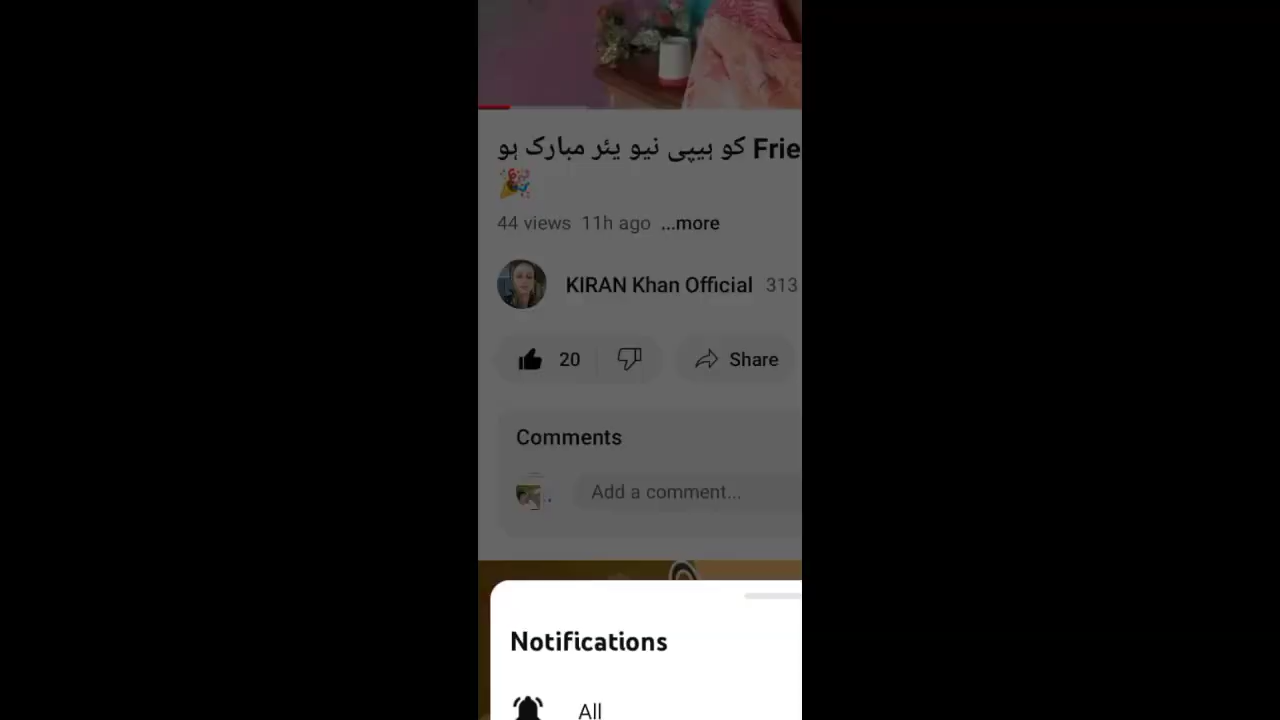 Frie کو ہیپی نیو یئر مبارک ہو
🎉
44 views 11h ago ...more
KIRAN Khan Official 313
20 Share
Comments
Add a comment...
Notifications
All